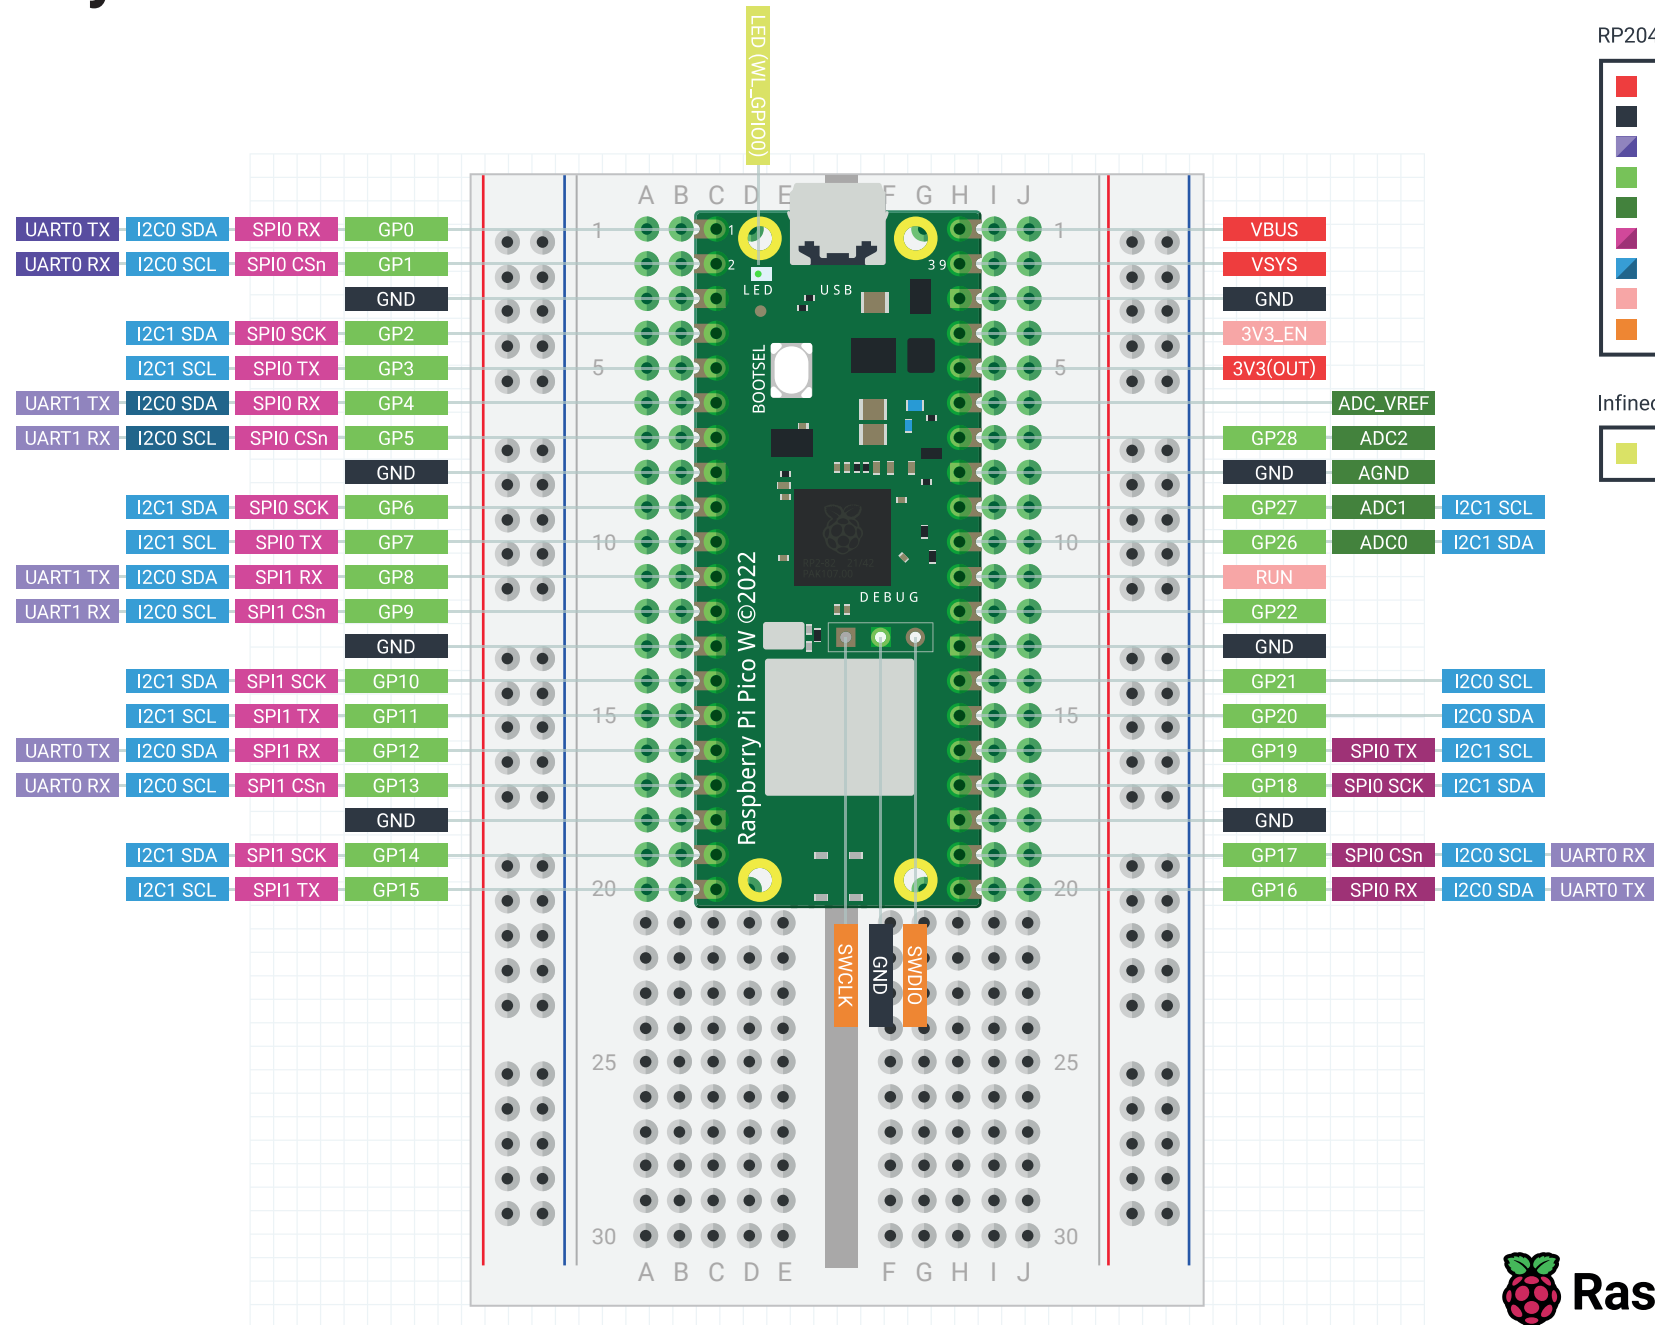 LED (WL_GPIO0)
RP204
A B C D E F G H I J
UART0 TX I2C0 SDA SPI0 RX GP0 1 1 1 VBUS
UART0 RX I2C0 SCL SPI0 CSn GP1 2 39 VSYS
LED USB
GND GND
I2C1 SDA SPI0 SCK GP2 3V3_EN
I2C1 SCL SPI0 TX GP3 5 5 3V3(OUT)
BOOTSEL
UART1 TX I2C0 SDA SPI0 RX GP4 ADC_VREF
Infineo
UART1 RX I2C0 SCL SPI0 CSn GP5 GP28 ADC2
GND GND AGND
I2C1 SDA SPI0 SCK GP6 GP27 ADC1 I2C1 SCL
I2C1 SCL SPI0 TX GP7 10 10 GP26 ADC0 I2C1 SDA
RP2-B2 21/42
UART1 TX I2C0 SDA SPI1 RX GP8 RUN
DEBUG
UART1 RX I2C0 SCL SPI1 CSn GP9 GP22
GND GND
Raspberry Pi Pico W ©2022
I2C1 SDA SPI1 SCK GP10 GP21 I2C0 SCL
I2C1 SCL SPI1 TX GP11 15 15 GP20 I2C0 SDA
UART0 TX I2C0 SDA SPI1 RX GP12 GP19 SPI0 TX I2C1 SCL
UART0 RX I2C0 SCL SPI1 CSn GP13 GP18 SPI0 SCK I2C1 SDA
GND GND
I2C1 SDA SPI1 SCK GP14 GP17 SPI0 CSn I2C0 SCL UART0 RX
I2C1 SCL SPI1 TX GP15 20 20 GP16 SPI0 RX I2C0 SDA UART0 TX
SWCLK
GND
SWDIO
25 25
30 30
A B C D E F G H I J
Ras